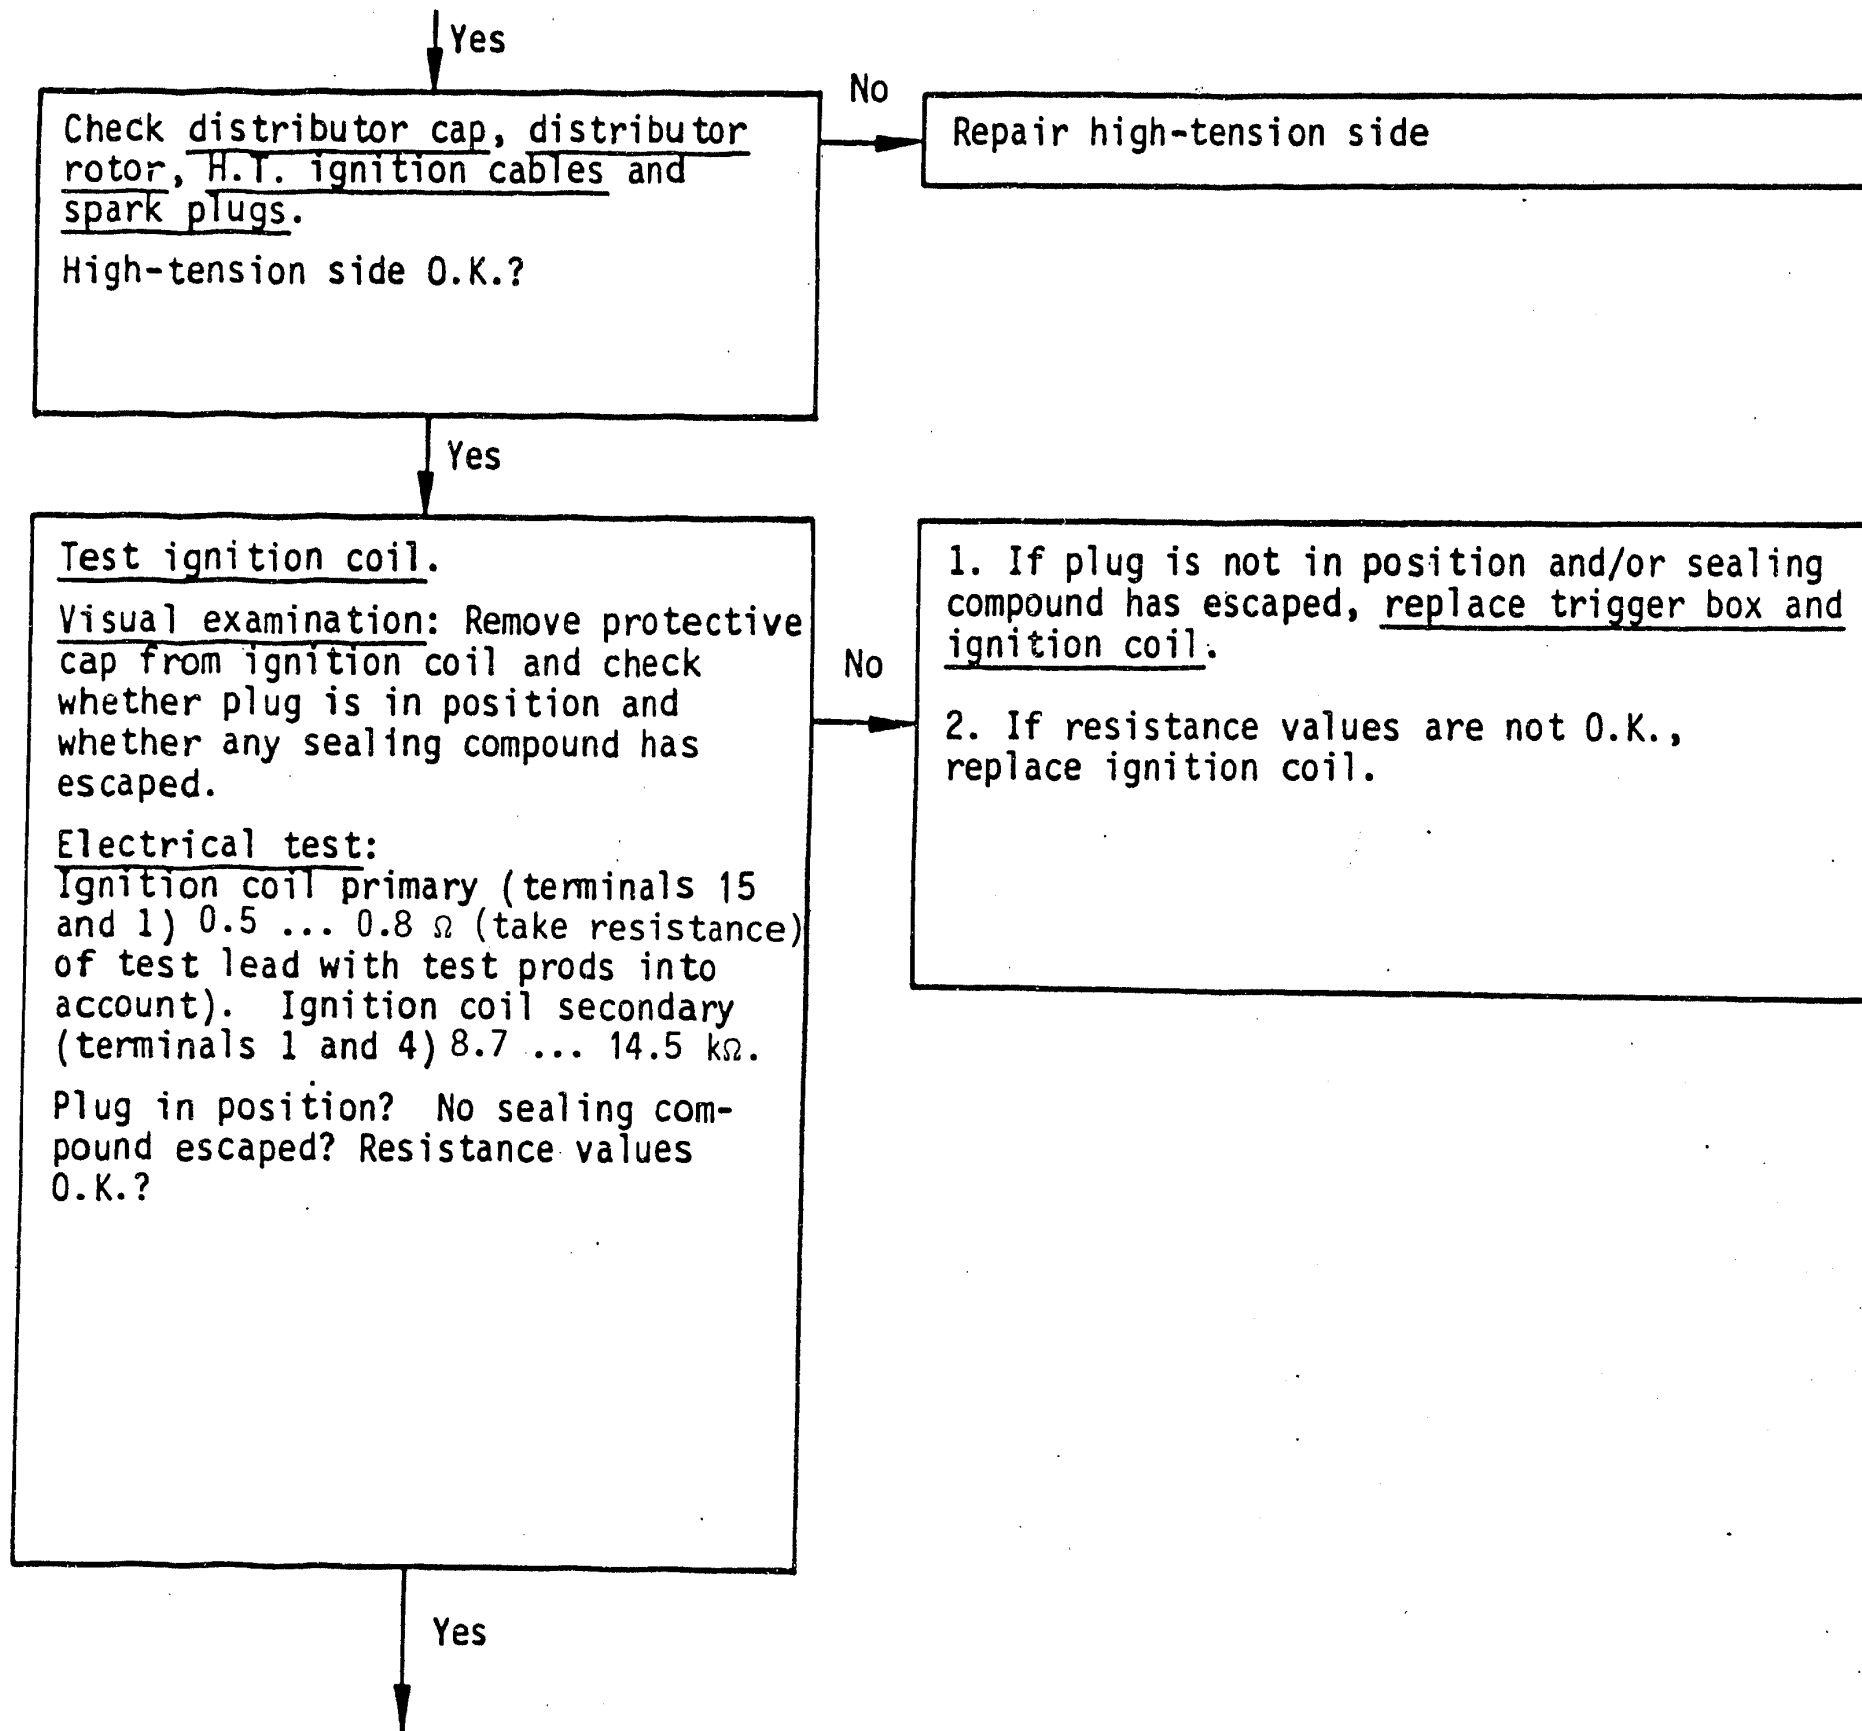 Yes
Check distributor cap, distributor
rotor, H.T. ignition cables and
spark plugs.
High-tension side O.K.?
No
Repair high-tension side
Yes
Test ignition coil.
Visual examination: Remove protective
cap from ignition coil and check
whether plug is in position and
whether any sealing compound has
escaped.
Electrical test:
Ignition coil primary (terminals 15
and 1) 0.5 ... 0.8 Ω (take resistance)
of test lead with test prods into
account). Ignition coil secondary
(terminals 1 and 4) 8.7 ... 14.5 kΩ.
Plug in position? No sealing com-
pound escaped? Resistance values
O.K.?
No
1. If plug is not in position and/or sealing
compound has escaped, replace trigger box and
ignition coil.
2. If resistance values are not O.K.,
replace ignition coil.
Yes